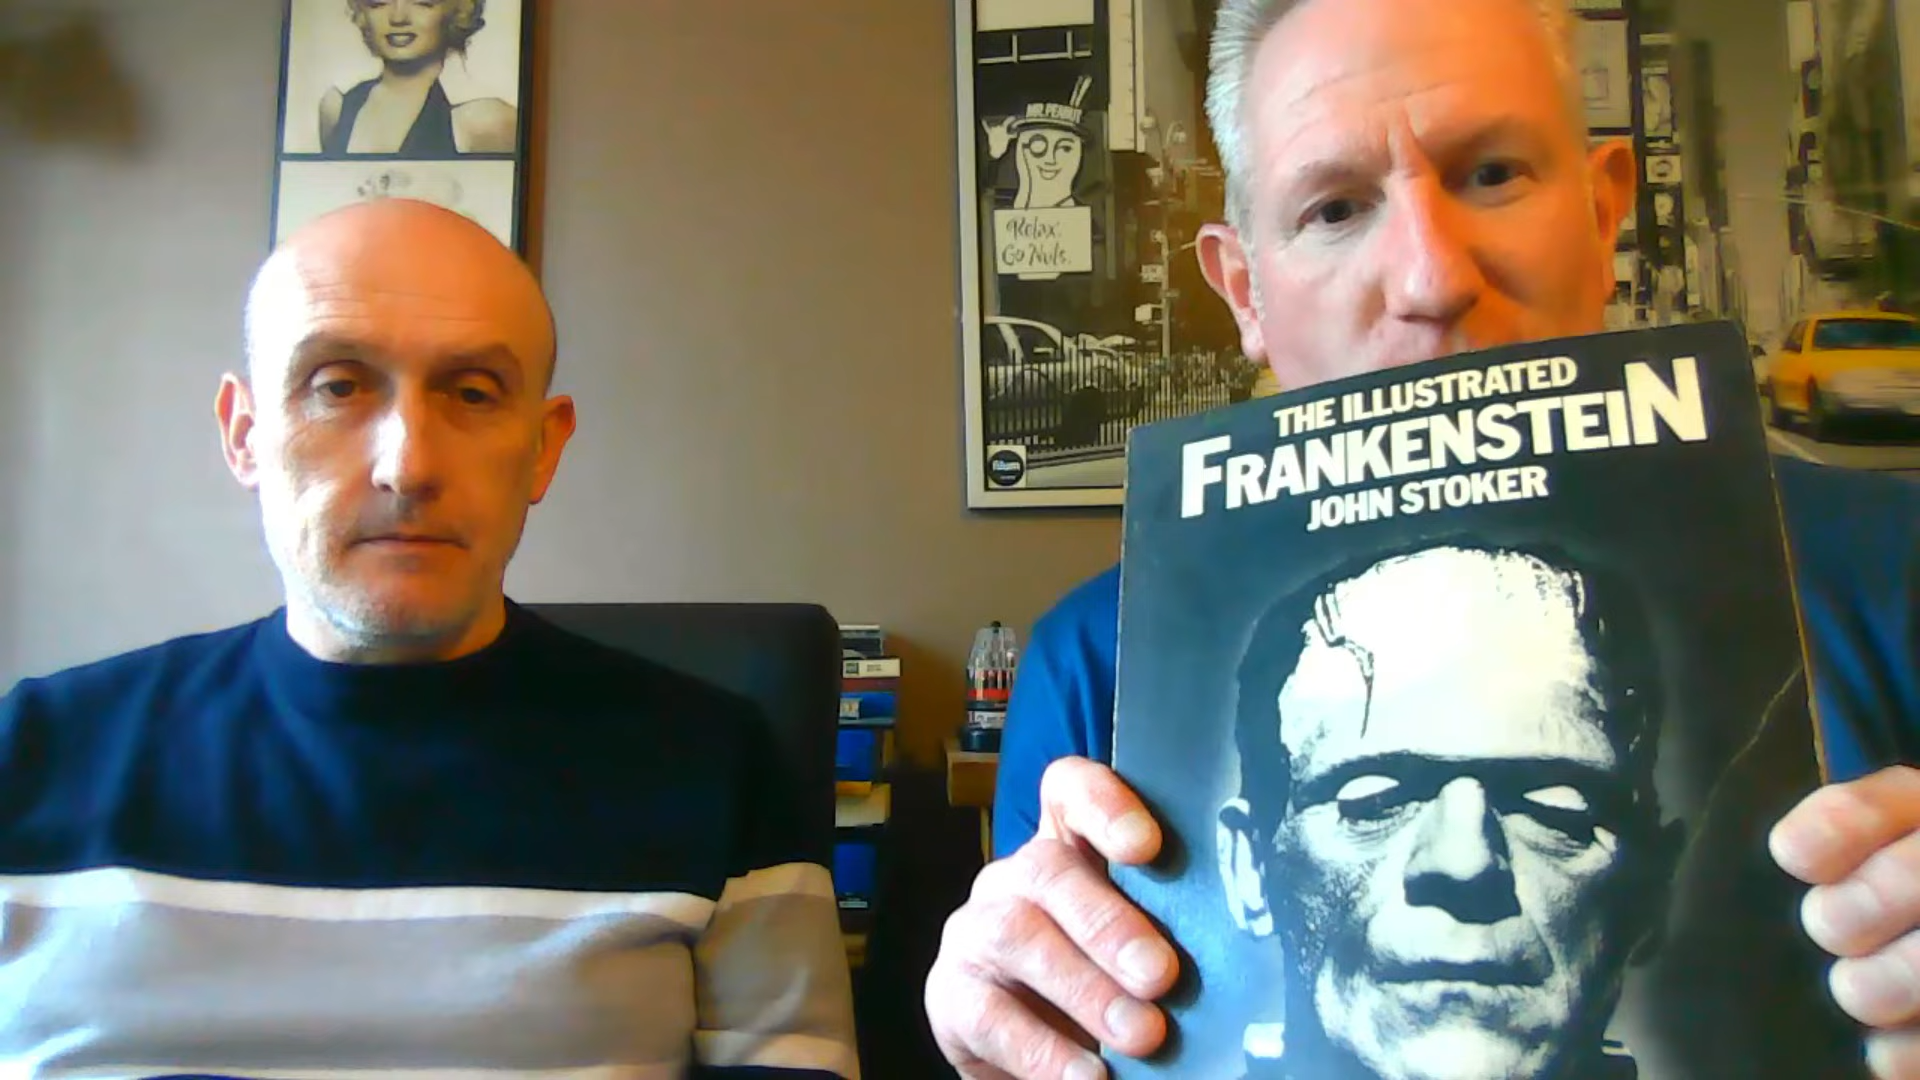 MR. PEANUT
Relax.
Go Nuts.
THE ILLUSTRATED
FRANKENSTEIN
JOHN STOKER